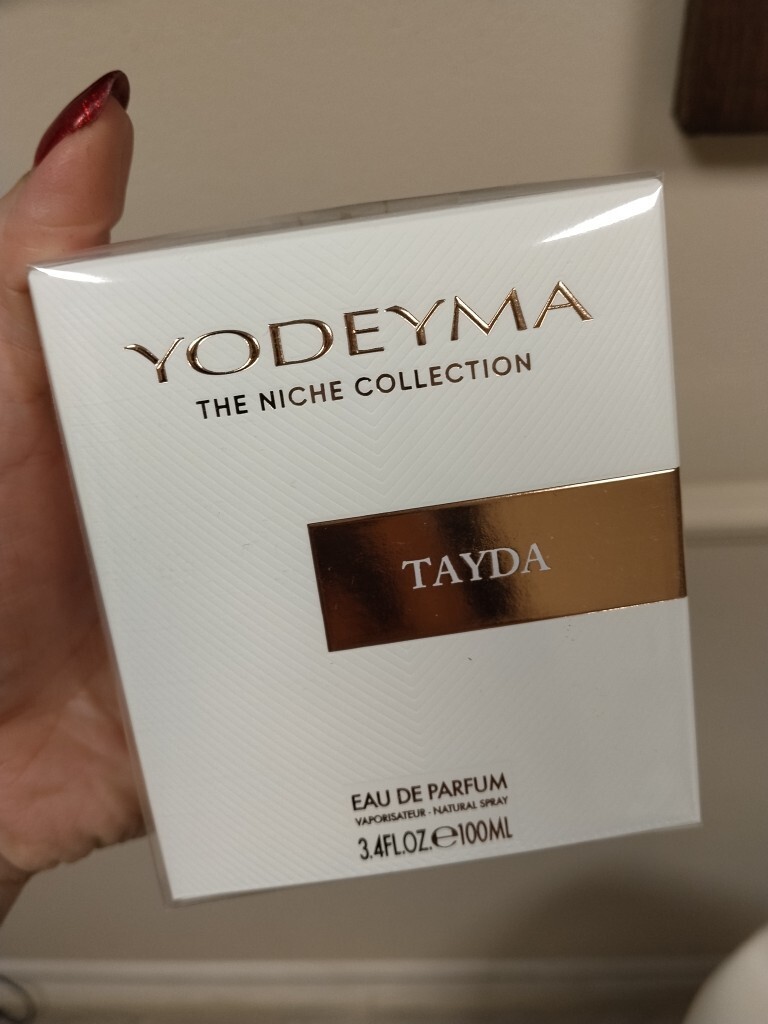 YODEYMA
THE NICHE COLLECTION
TAYDA
EAU DE PARFUM
VAPORISATEUR - NATURAL SPRAY
3.4FL.OZ.℮100ML